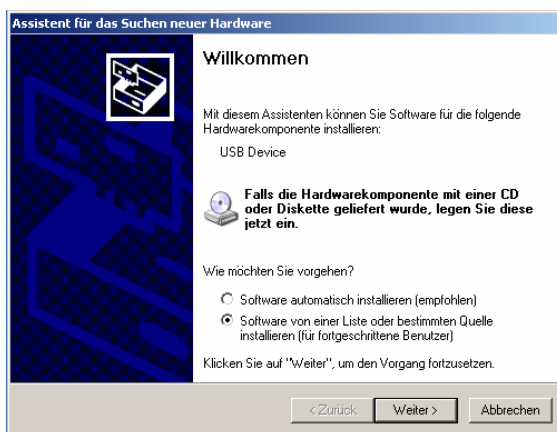 Assistent für das Suchen neuer Hardware
Willkommen
Mit diesem Assistenten können Sie Software für die folgende
Hardwarekomponente installieren:
USB Device
Falls die Hardwarekomponente mit einer CD
oder Diskette geliefert wurde, legen Sie diese
jetzt ein.
Wie möchten Sie vorgehen?
Software automatisch installieren (empfohlen)
Software von einer Liste oder bestimmten Quelle
installieren (für fortgeschrittene Benutzer)
Klicken Sie auf "Weiter", um den Vorgang fortzusetzen.
< Zurück Weiter > Abbrechen